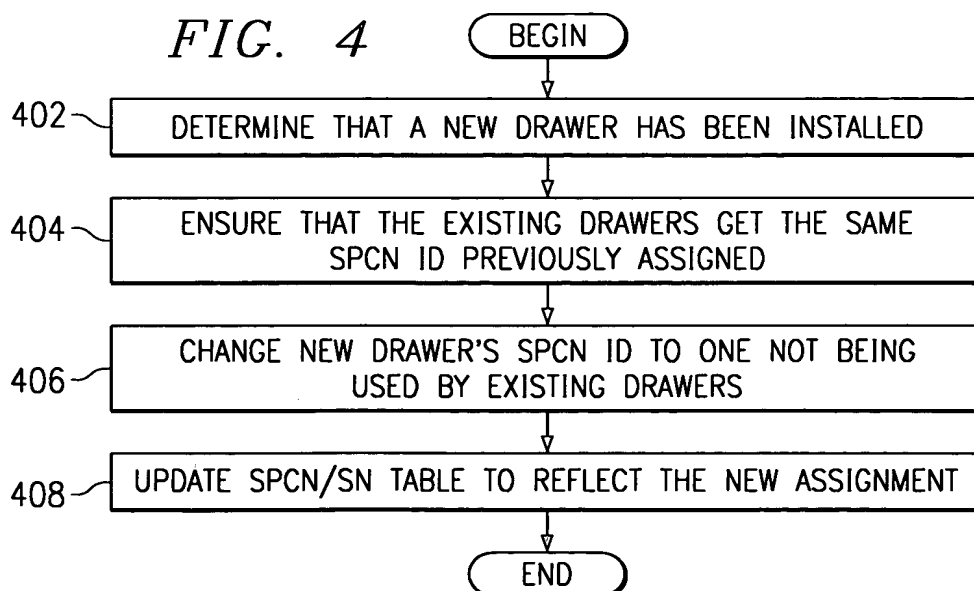 FIG. 4
BEGIN
402
DETERMINE THAT A NEW DRAWER HAS BEEN INSTALLED
404
ENSURE THAT THE EXISTING DRAWERS GET THE SAME
SPCN ID PREVIOUSLY ASSIGNED
406
CHANGE NEW DRAWER'S SPCN ID TO ONE NOT BEING
USED BY EXISTING DRAWERS
408
UPDATE SPCN/SN TABLE TO REFLECT THE NEW ASSIGNMENT
END